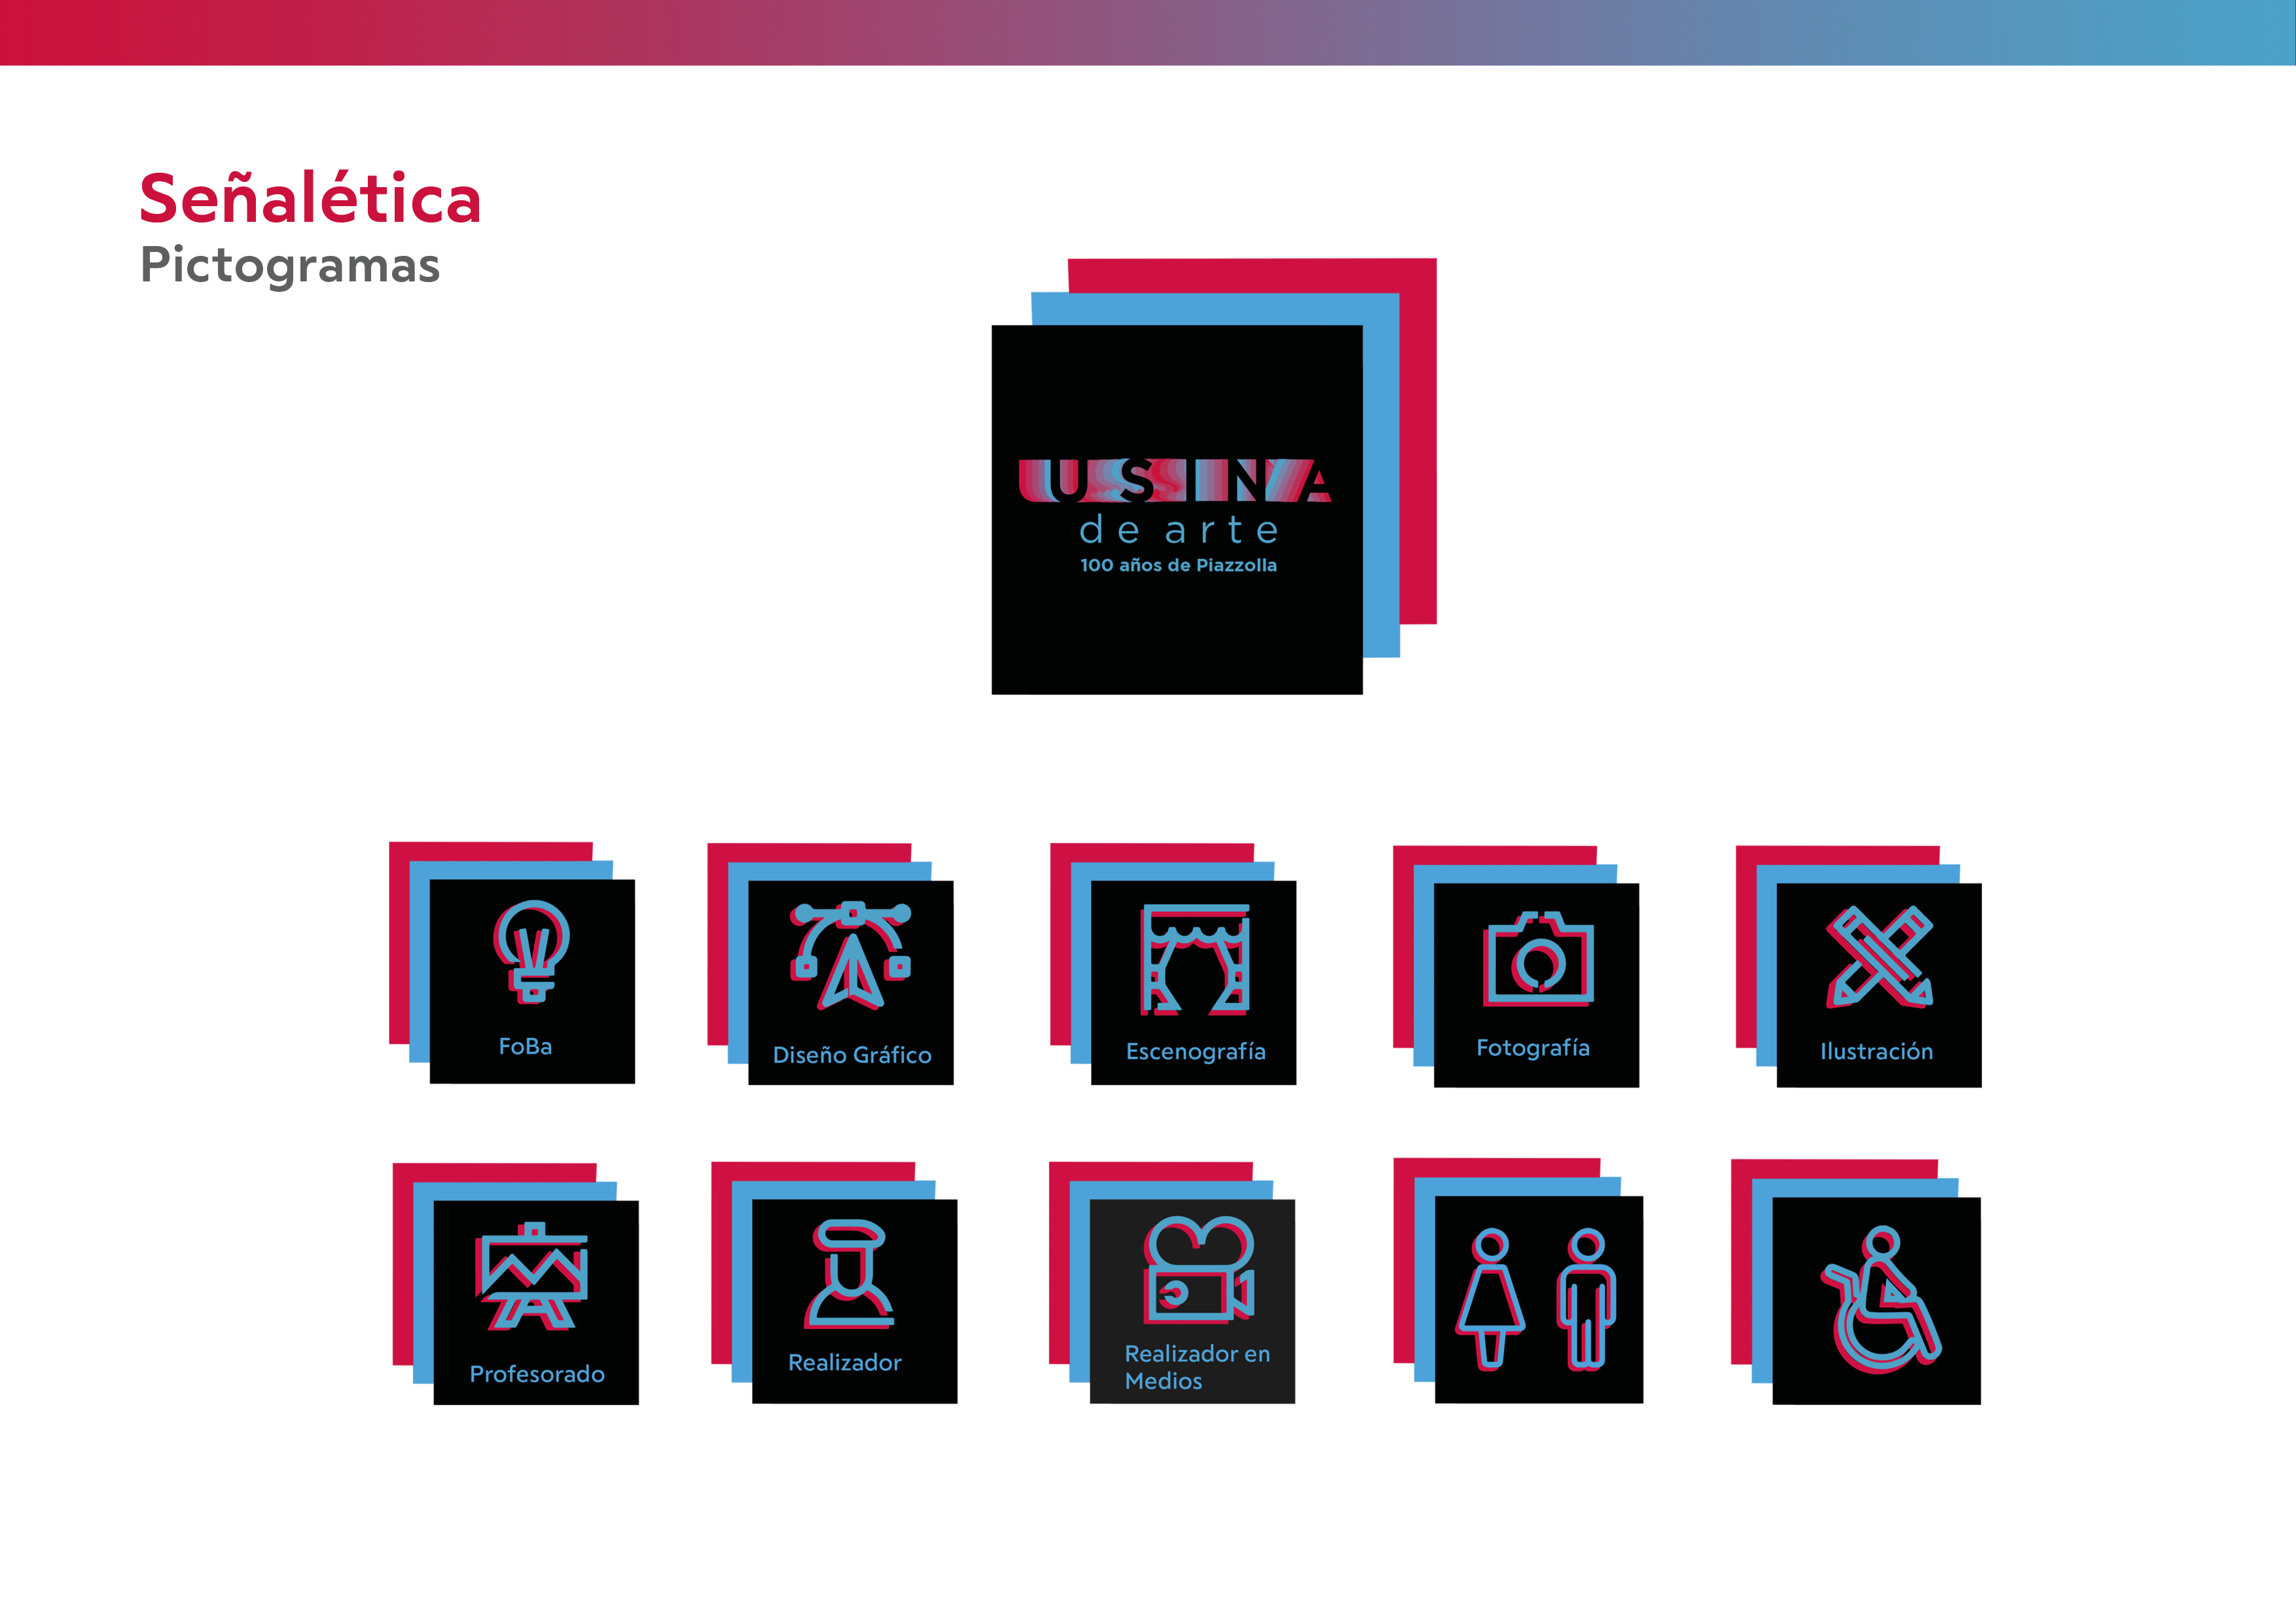 Señalética
Pictogramas
USINA
de arte
100 años de Piazzolla
FoBa
Diseño Gráfico
Escenografía
Fotografía
Ilustración
Profesorado
Realizador
Realizador en
Medios